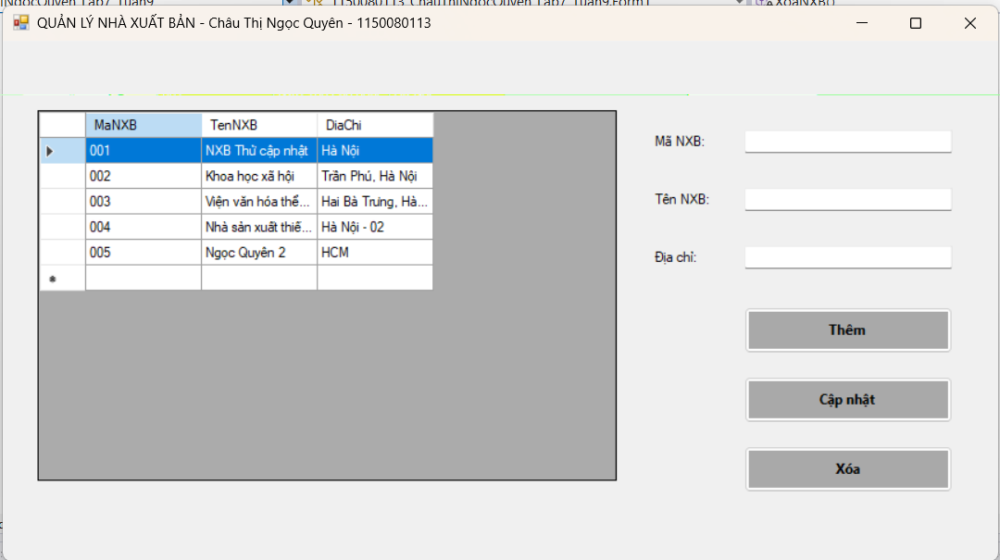 QUẢN LÝ NHÀ XUẤT BẢN - Châu Thị Ngọc Quyên - 1150080113
MaNXB TenNXB DiaChi
001 NXB Thử cập nhật Hà Nội
002 Khoa học xã hội Trần Phú, Hà Nội
003 Viện văn hóa thể... Hai Bà Trưng, Hà...
004 Nhà sản xuất thiế... Hà Nội - 02
005 Ngọc Quyên 2 HCM
Mã NXB:
Tên NXB:
Địa chỉ:
Thêm
Cập nhật
Xóa